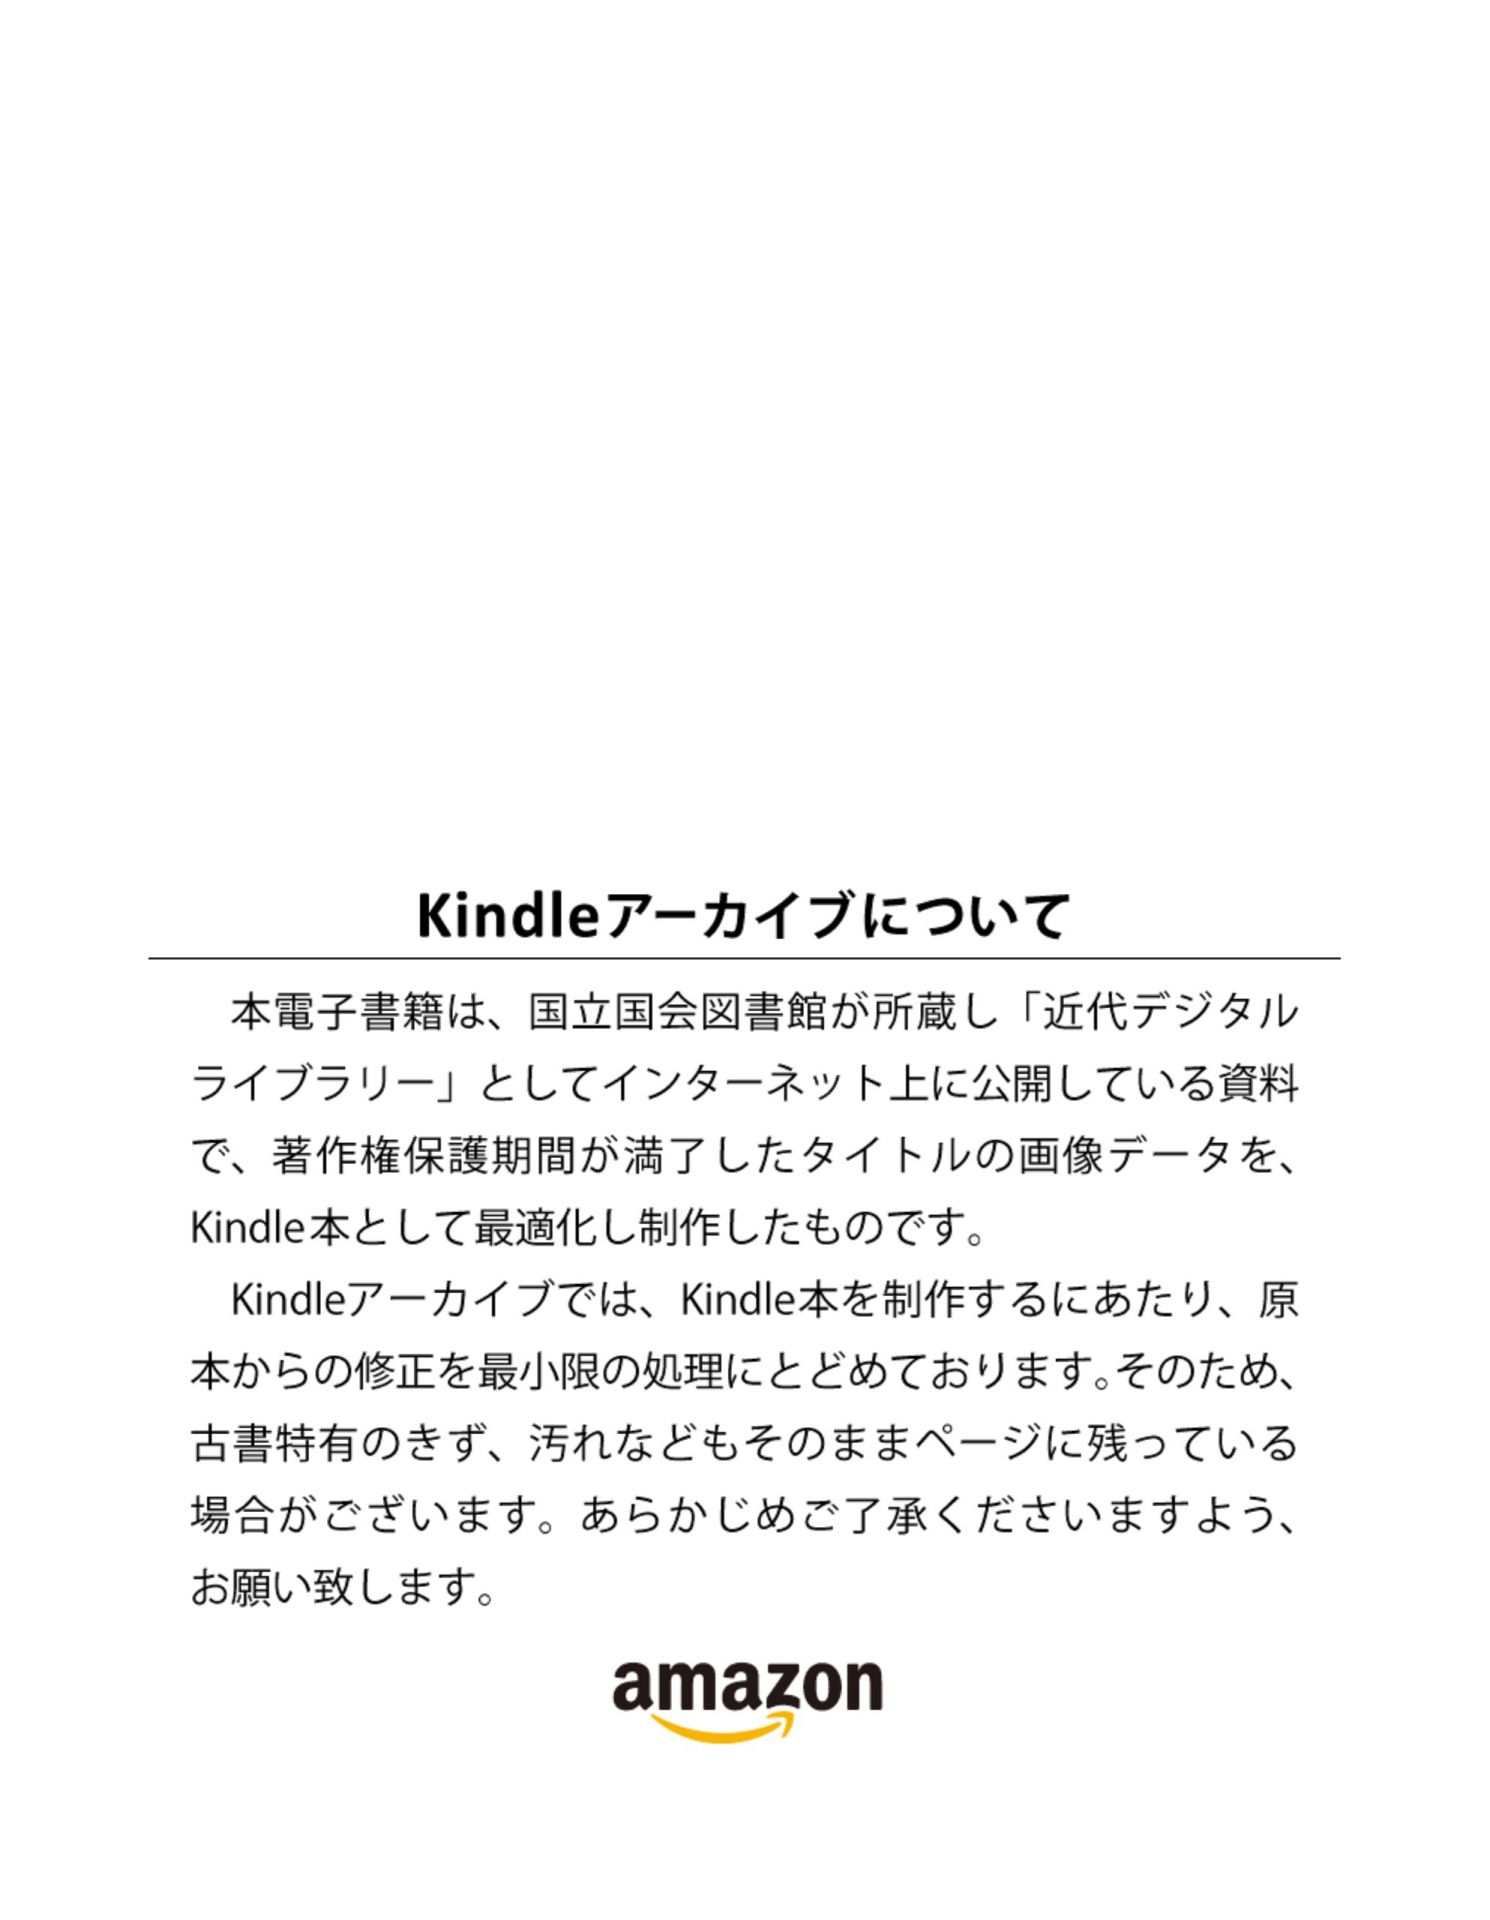 Kindleアーカイブについて
本電子書籍は、国立国会図書館が所蔵し「近代デジタル
ライブラリー」としてインターネット上に公開している資料
で、著作権保護期間が満了したタイトルの画像データを、
Kindle本として最適化し制作したものです。
Kindleアーカイブでは、Kindle本を制作するにあたり、原
本からの修正を最小限の処理にとどめております。そのため、
古書特有のきず、汚れなどもそのままページに残っている
場合がございます。あらかじめご了承くださいますよう、
お願い致します。
amazon